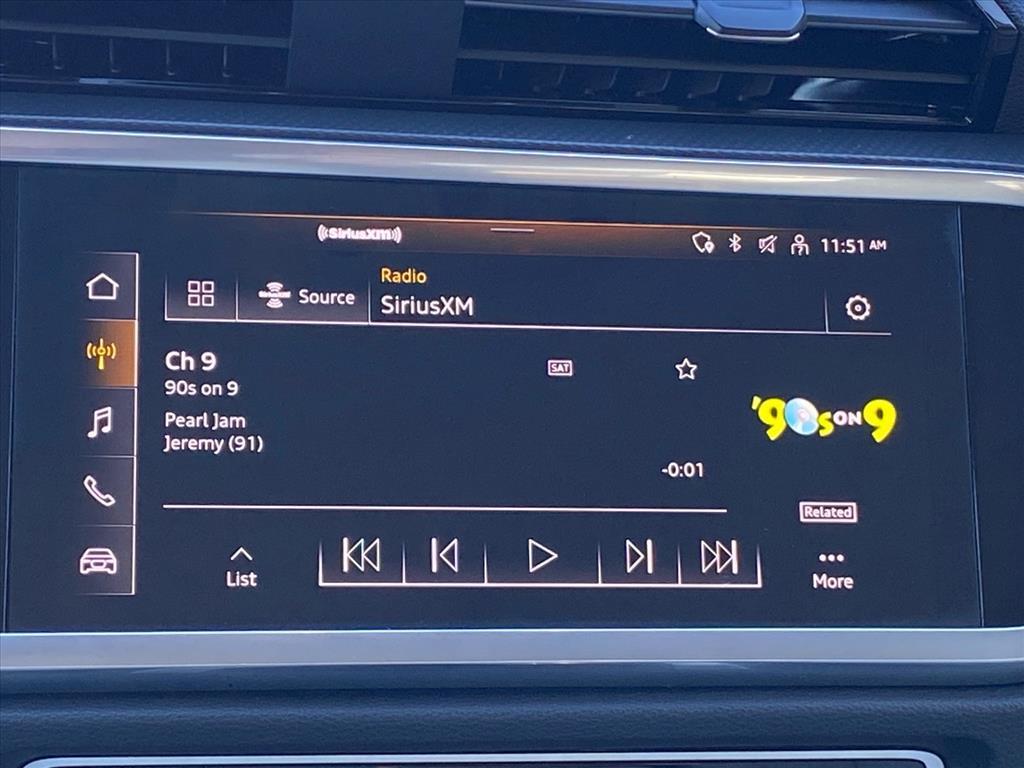 SiriusXM
11:51 AM
Radio
SiriusXM
Source
SiriusXM
Ch 9
90s on 9
SAT
Pearl Jam
Jeremy (91)
'90s ON 9
-0:01
Related
List
More